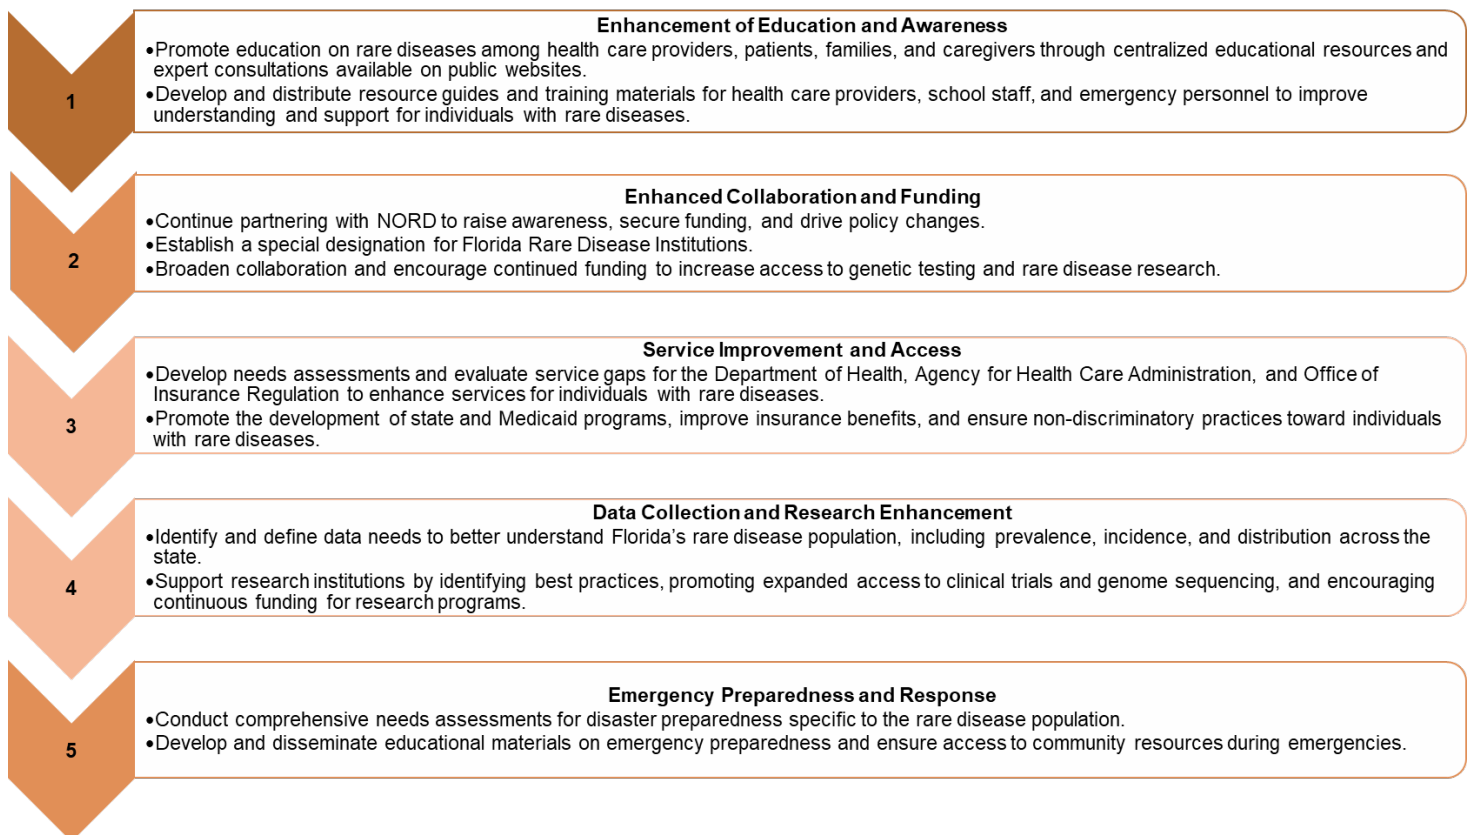 1
Enhancement of Education and Awareness
•Promote education on rare diseases among health care providers, patients, families, and caregivers through centralized educational resources and
expert consultations available on public websites.
•Develop and distribute resource guides and training materials for health care providers, school staff, and emergency personnel to improve
understanding and support for individuals with rare diseases.
2
Enhanced Collaboration and Funding
•Continue partnering with NORD to raise awareness, secure funding, and drive policy changes.
•Establish a special designation for Florida Rare Disease Institutions.
•Broaden collaboration and encourage continued funding to increase access to genetic testing and rare disease research.
3
Service Improvement and Access
•Develop needs assessments and evaluate service gaps for the Department of Health, Agency for Health Care Administration, and Office of
Insurance Regulation to enhance services for individuals with rare diseases.
•Promote the development of state and Medicaid programs, improve insurance benefits, and ensure non-discriminatory practices toward individuals
with rare diseases.
4
Data Collection and Research Enhancement
•Identify and define data needs to better understand Florida’s rare disease population, including prevalence, incidence, and distribution across the
state.
•Support research institutions by identifying best practices, promoting expanded access to clinical trials and genome sequencing, and encouraging
continuous funding for research programs.
5
Emergency Preparedness and Response
•Conduct comprehensive needs assessments for disaster preparedness specific to the rare disease population.
•Develop and disseminate educational materials on emergency preparedness and ensure access to community resources during emergencies.